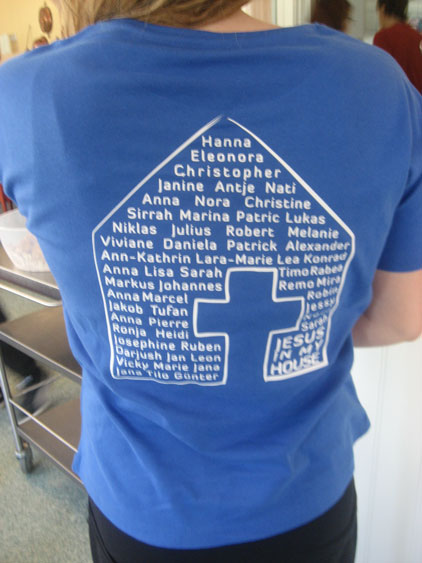 Hanna
Eleonora
Christopher
Janine Antje Nati
Anna Nora Christine
Sirrah Marina Patric Lukas
Niklas Julius Robert Melanie
Viviane Daniela Patrick Alexander
Ann-Kathrin Lara-Marie Lea Konrad
Anna Lisa Sarah Timo Rabea
Markus Johannes Remo Mira
Anna Marcel Robin
Jakob Tufan Jessy
Anna Pierre
Ronja Heidi Sarah
Josephine Ruben JESUS
Darjush Jan Leon IN MY
Vicky Marie Jana HOUSE
Jana Tilo Günter